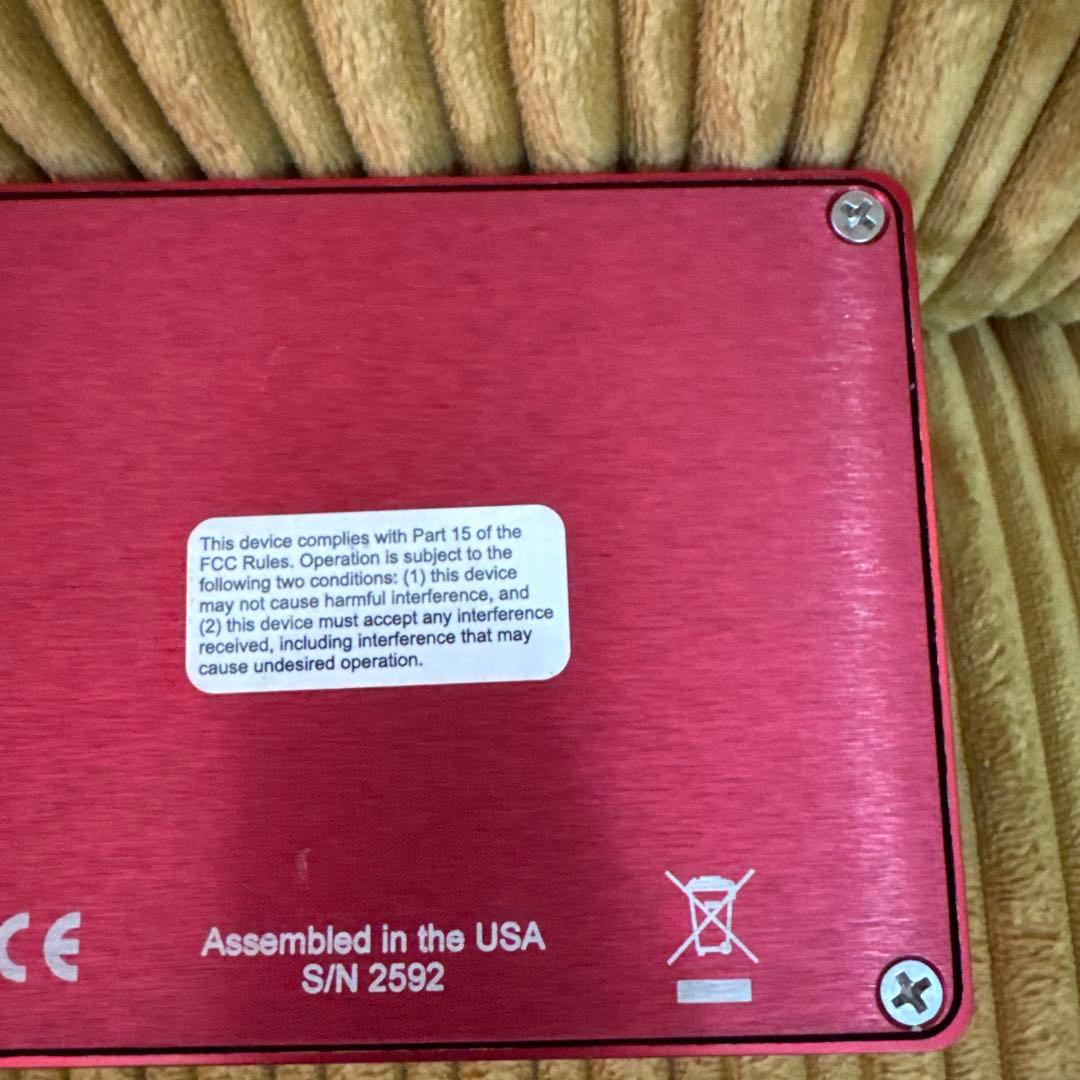 This device complies with Part 15 of the
FCC Rules. Operation is subject to the
following two conditions: (1) this device
may not cause harmful interference, and
(2) this device must accept any interference
received, including interference that may
cause undesired operation.
CE
Assembled in the USA
S/N 2592